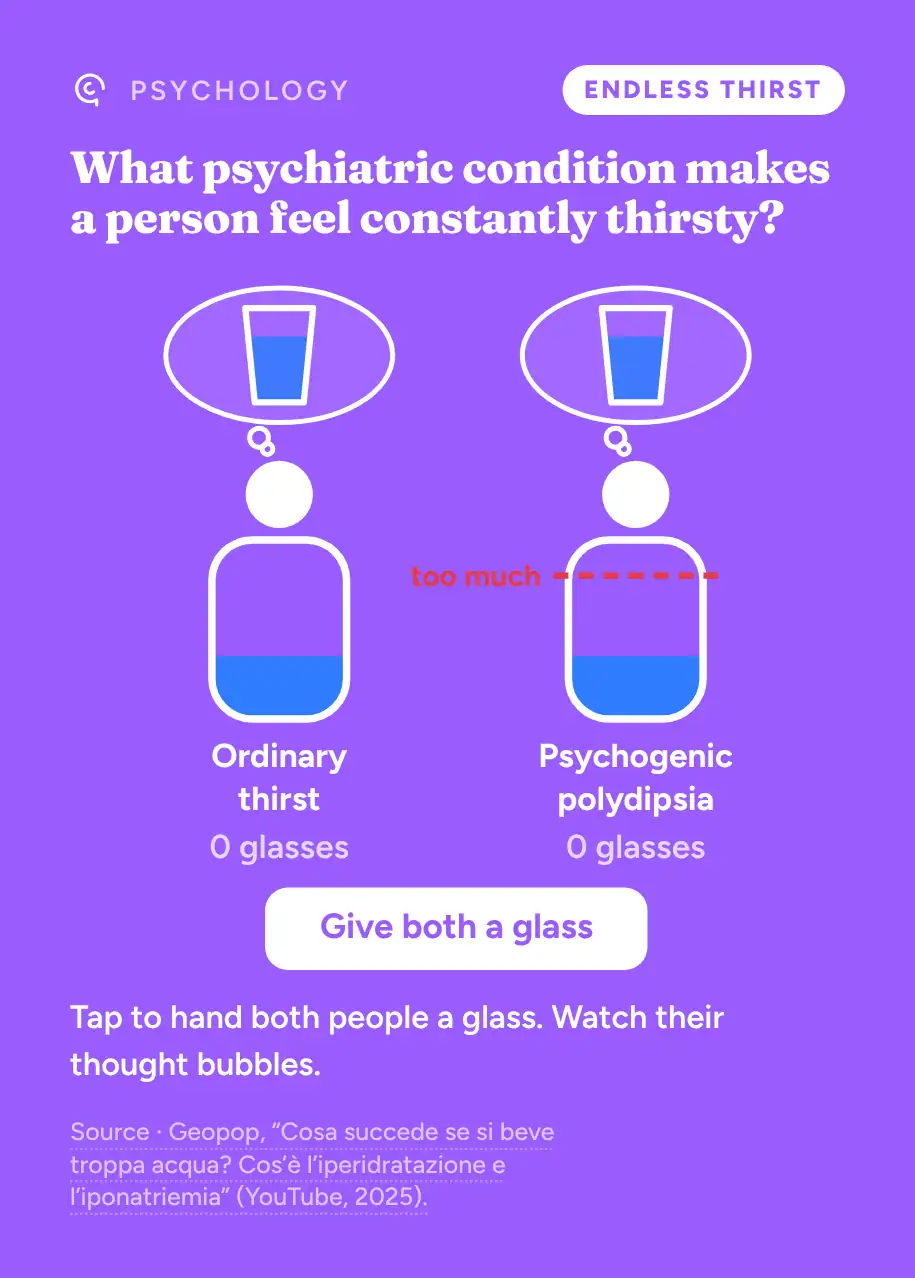 PSYCHOLOGY
ENDLESS THIRST
What psychiatric condition makes
a person feel constantly thirsty?
too much
Ordinary
thirst
0 glasses
Psychogenic
polydipsia
0 glasses
Give both a glass
Tap to hand both people a glass. Watch their
thought bubbles.
Source · Geopop, “Cosa succede se si beve
troppa acqua? Cos’è l’iperidratazione e
l’iponatriemia” (YouTube, 2025).